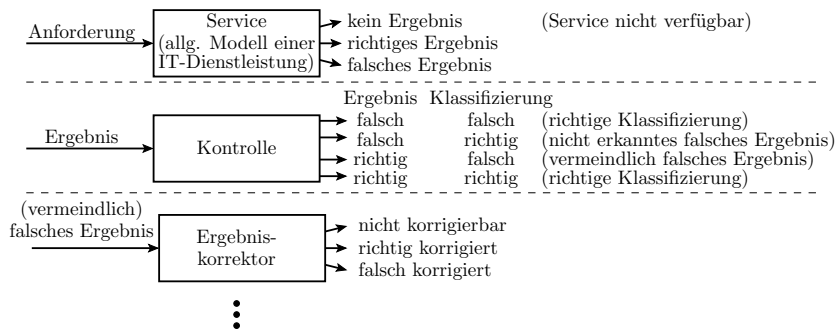 Service
kein Ergebnis (Service nicht verfügbar)
Anforderung
(allg. Modell einer
richtiges Ergebnis
IT-Dienstleistung)
falsches Ergebnis
Ergebnis Klassifizierung
falsch falsch (richtige Klassifizierung)
Ergebnis
falsch richtig (nicht erkanntes falsches Ergebnis)
Kontrolle
richtig falsch (vermeindlich falsches Ergebnis)
richtig richtig (richtige Klassifizierung)
(vermeindlich)
falsches Ergebnis
Ergebnis-
korrektor
nicht korrigierbar
richtig korrigiert
falsch korrigiert